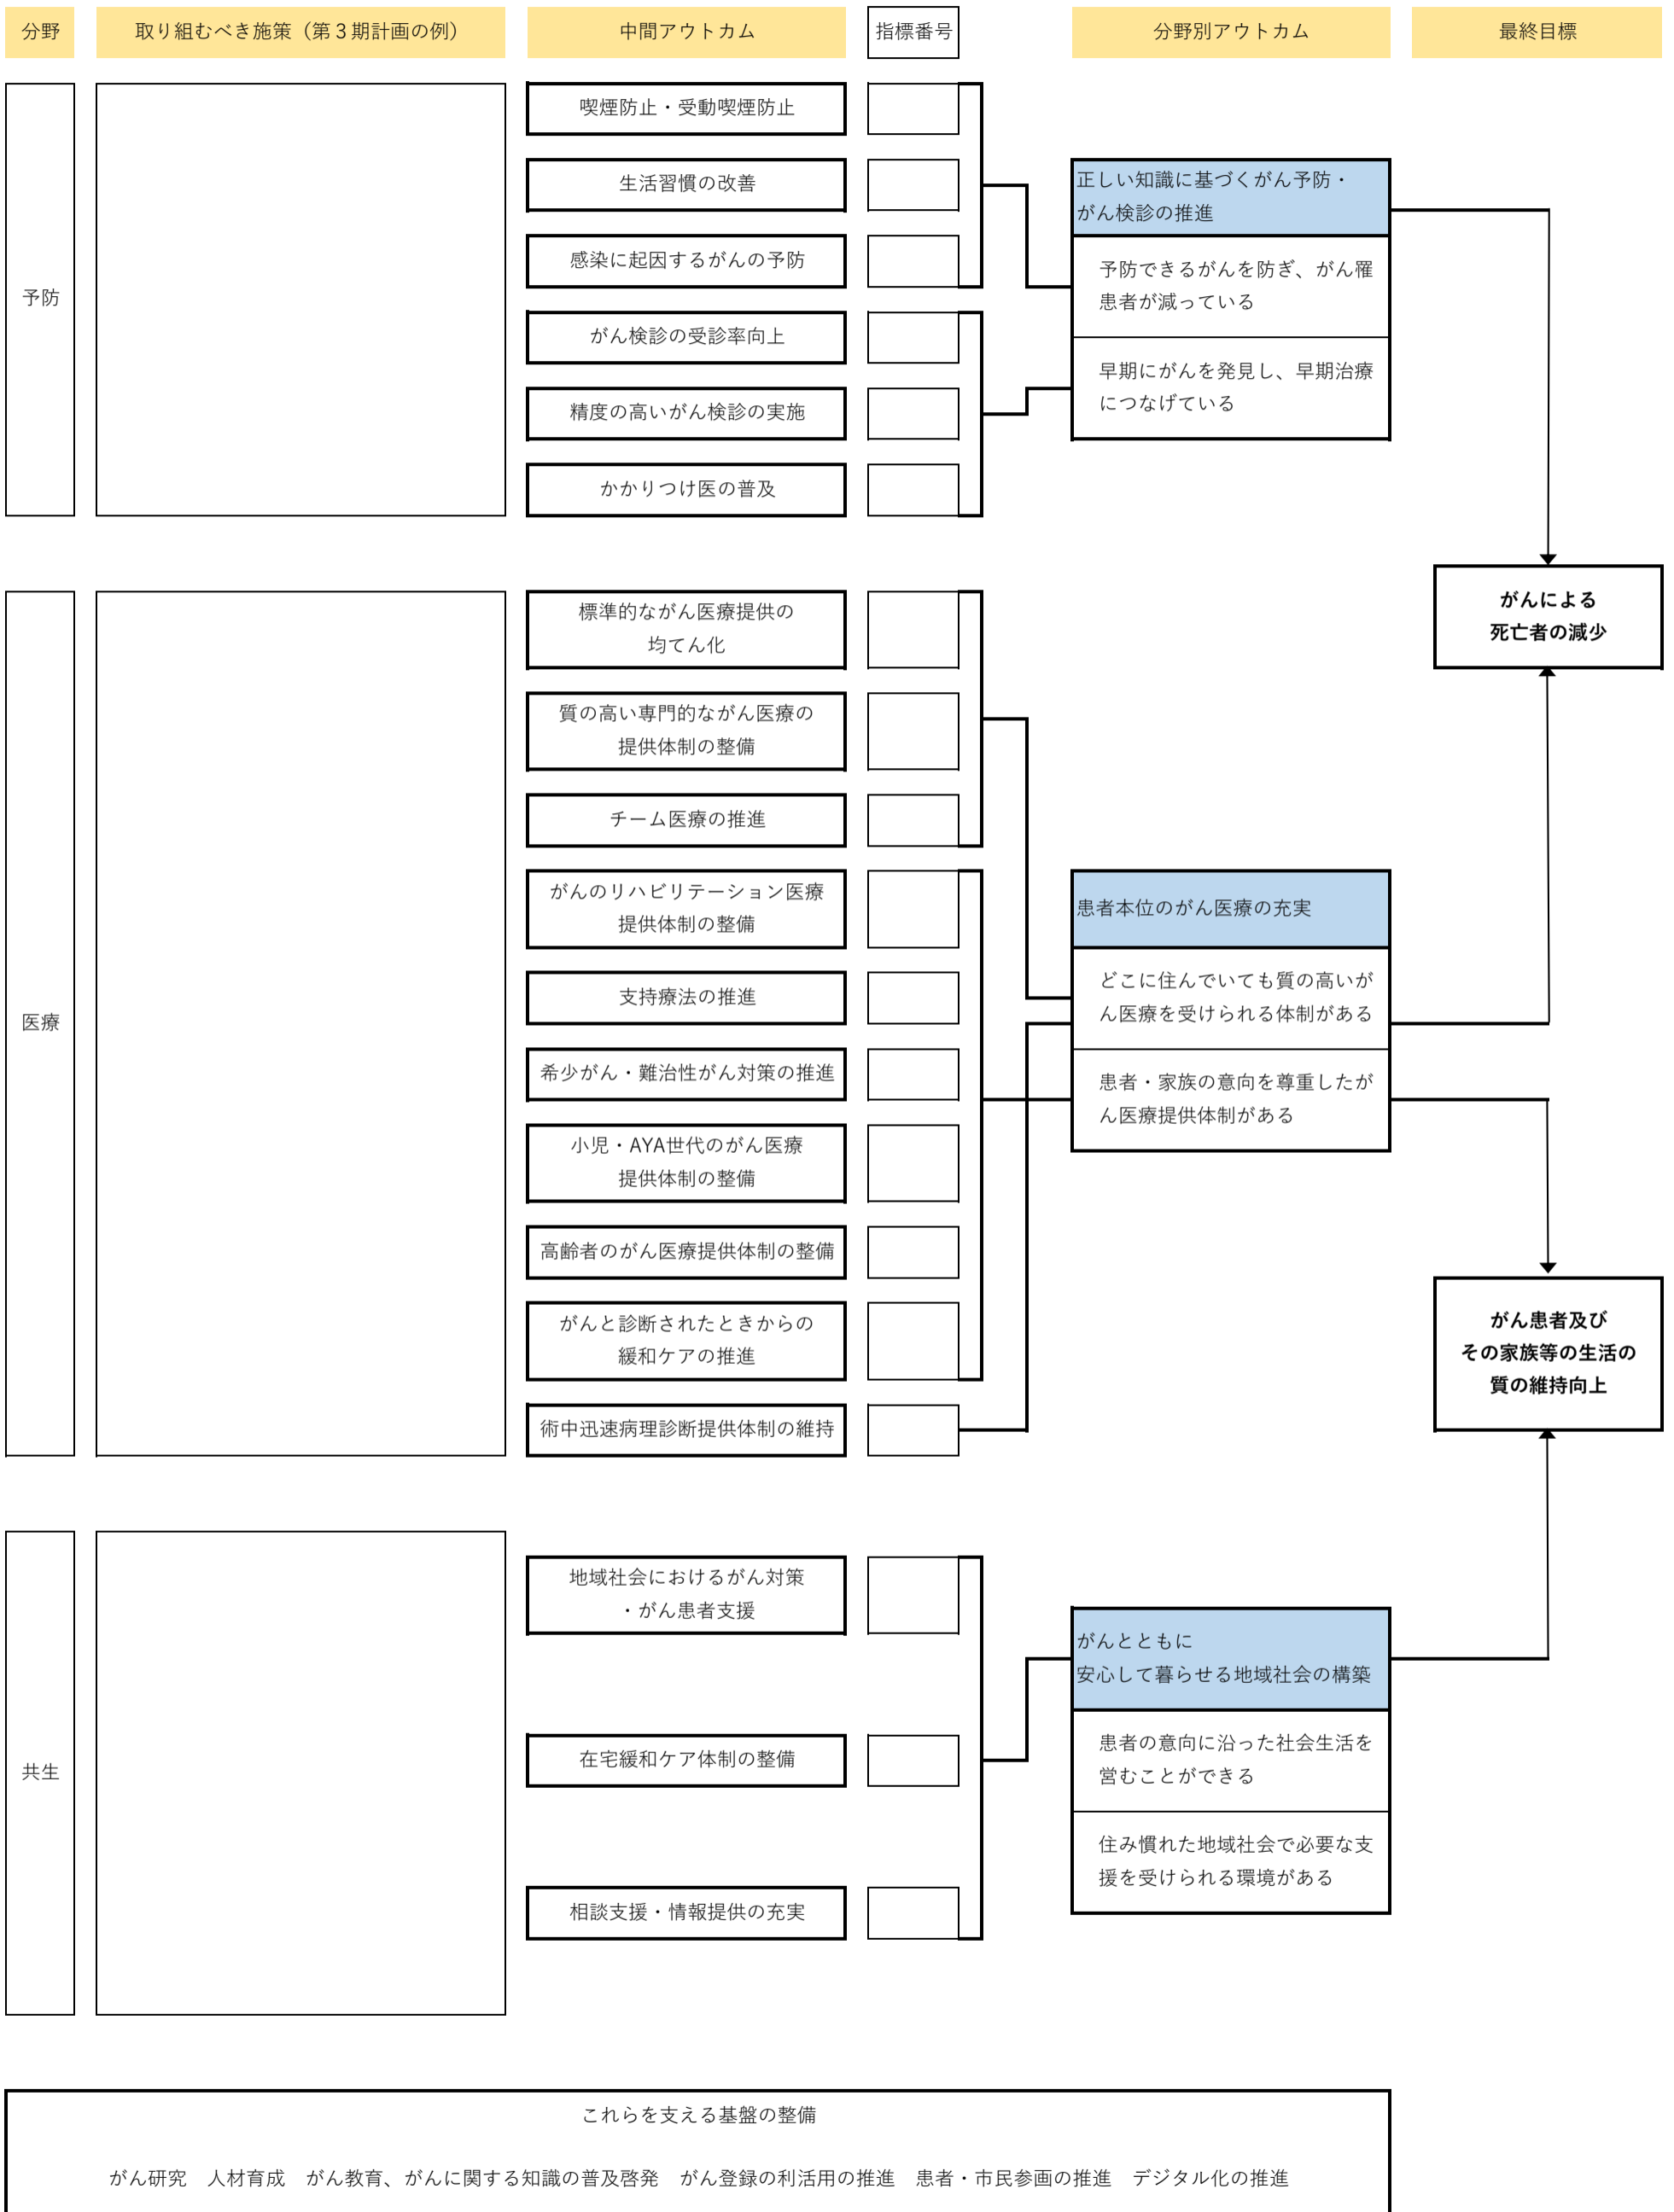 分野
取り組むべき施策（第３期計画の例）
中間アウトカム
指標番号
分野別アウトカム
最終目標
予防
喫煙防止・受動喫煙防止
生活習慣の改善
感染に起因するがんの予防
がん検診の受診率向上
精度の高いがん検診の実施
かかりつけ医の普及
正しい知識に基づくがん予防・
がん検診の推進
予防できるがんを防ぎ、がん罹
患者が減っている
早期にがんを発見し、早期治療
につなげている
がんによる
死亡者の減少
医療
標準的ながん医療提供の
均てん化
質の高い専門的ながん医療の
提供体制の整備
チーム医療の推進
がんのリハビリテーション医療
提供体制の整備
支持療法の推進
希少がん・難治性がん対策の推進
小児・AYA世代のがん医療
提供体制の整備
高齢者のがん医療提供体制の整備
がんと診断されたときからの
緩和ケアの推進
術中迅速病理診断提供体制の維持
患者本位のがん医療の充実
どこに住んでいても質の高いが
ん医療を受けられる体制がある
患者・家族の意向を尊重したが
ん医療提供体制がある
がん患者及び
その家族等の生活の
質の維持向上
共生
地域社会におけるがん対策
・がん患者支援
在宅緩和ケア体制の整備
相談支援・情報提供の充実
がんとともに
安心して暮らせる地域社会の構築
患者の意向に沿った社会生活を
営むことができる
住み慣れた地域社会で必要な支
援を受けられる環境がある
これらを支える基盤の整備
がん研究　人材育成　がん教育、がんに関する知識の普及啓発　がん登録の利活用の推進　患者・市民参画の推進　デジタル化の推進